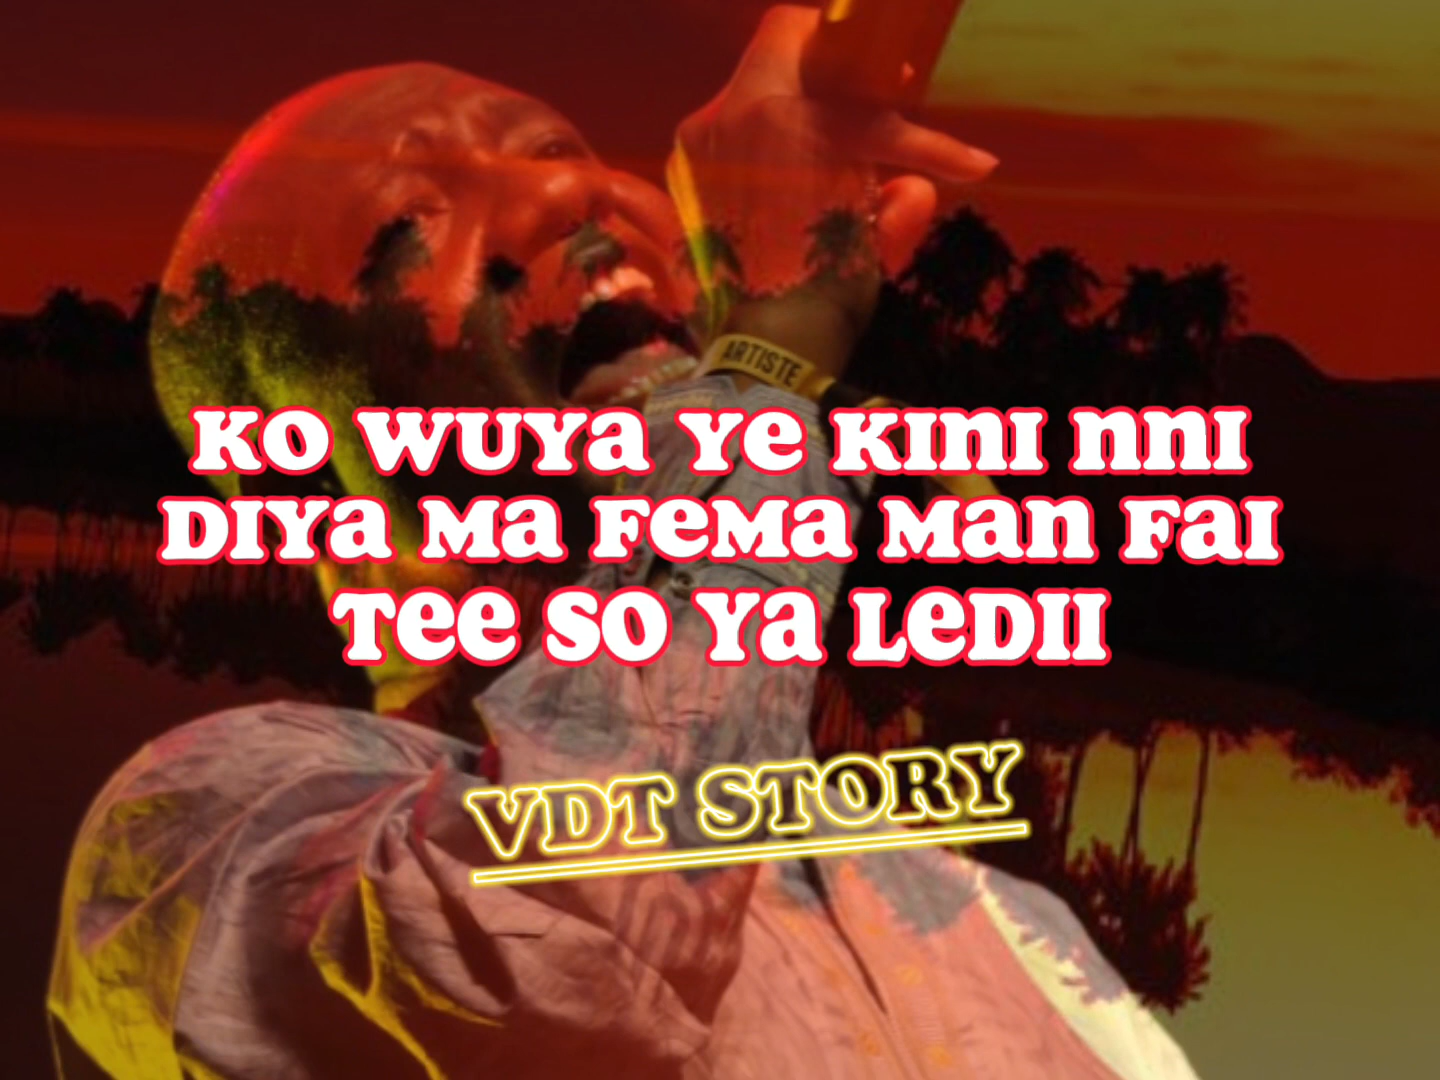 ARTISTE
KO WUYA YE KINI NNI
DIYA MA FEMA MAN FAI
TEE SO YA LEDII
VDT STORY